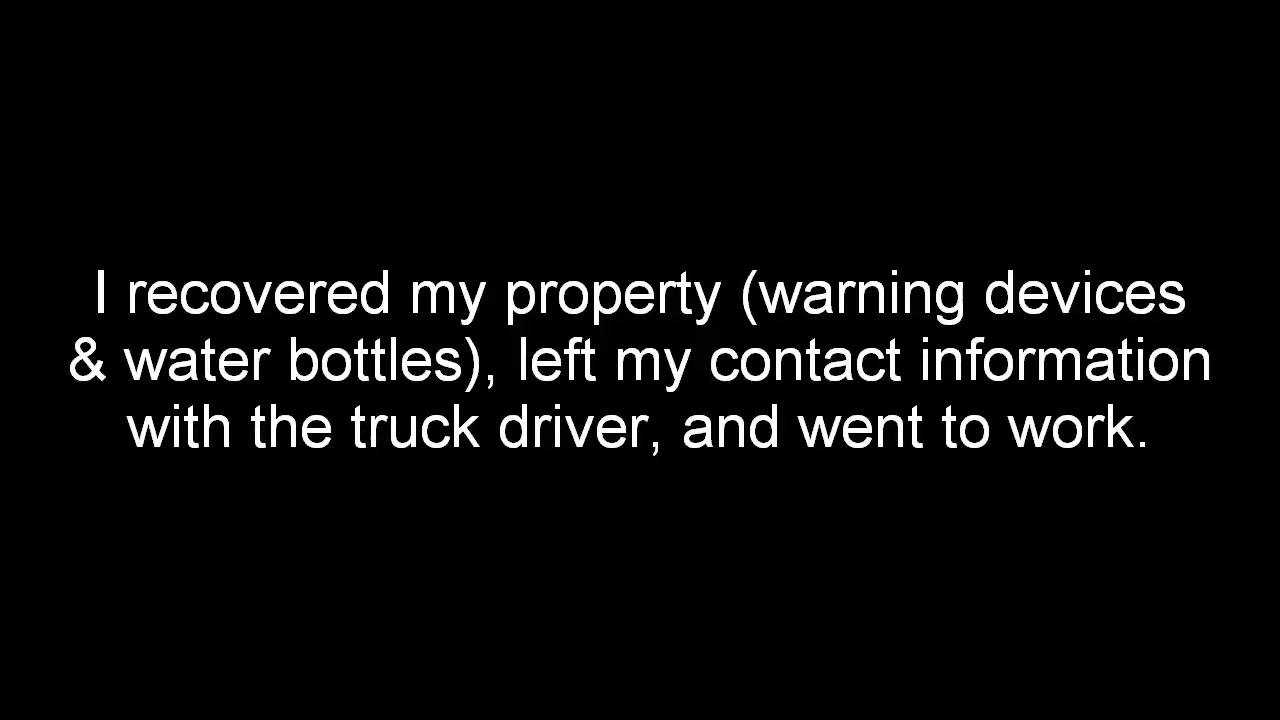 I recovered my property (warning devices
& water bottles), left my contact information
with the truck driver, and went to work.